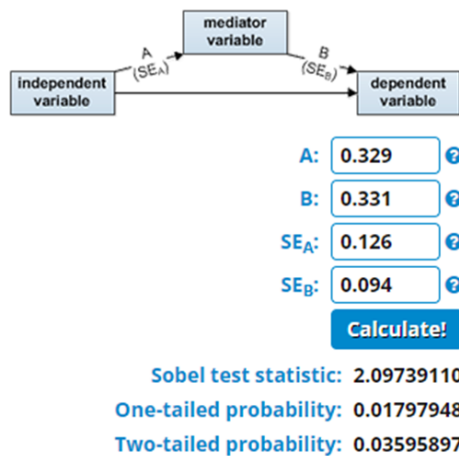 mediator
variable
A
(SEA)
B
(SEB)
independent
variable
dependent
variable
A: 0.329 ?
B: 0.331 ?
SEA: 0.126 ?
SEB: 0.094 ?
Calculate!
Sobel test statistic: 2.09739110
One-tailed probability: 0.01797948
Two-tailed probability: 0.03595897